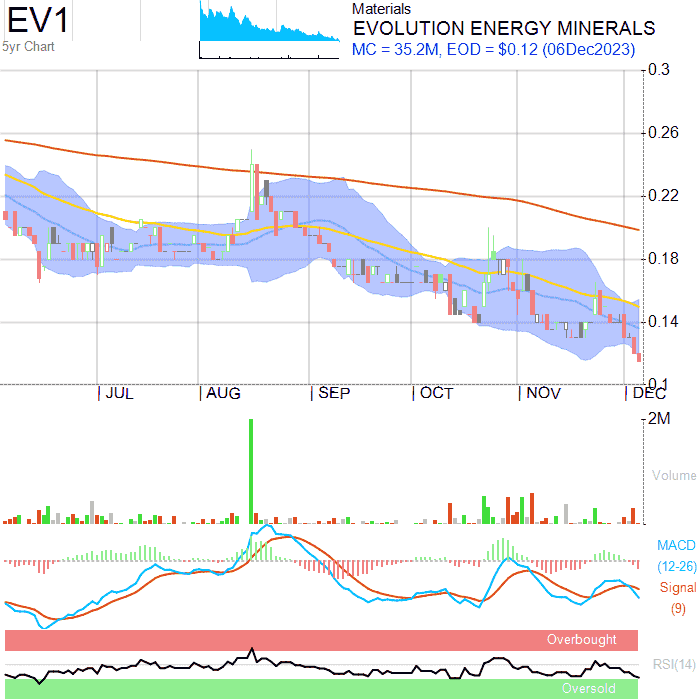 EV1
5yr Chart
Materials
EVOLUTION ENERGY MINERALS
MC = 35.2M, EOD = $0.12 (06Dec2023)
0.3
0.26
0.22
0.18
0.14
0.1
JUL AUG SEP OCT NOV DEC
2M
Volume
MACD
(12-26)
Signal
(9)
Overbought
RSI(14)
Oversold